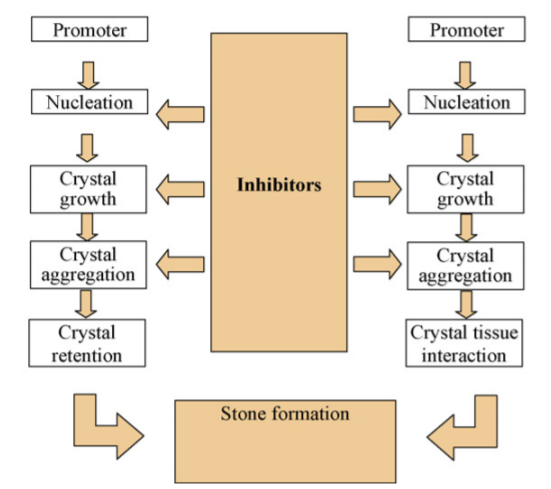 Promoter
Nucleation
Crystal
growth
Crystal
aggregation
Crystal
retention
Inhibitors
Promoter
Nucleation
Crystal
growth
Crystal
aggregation
Crystal tissue
interaction
Stone formation